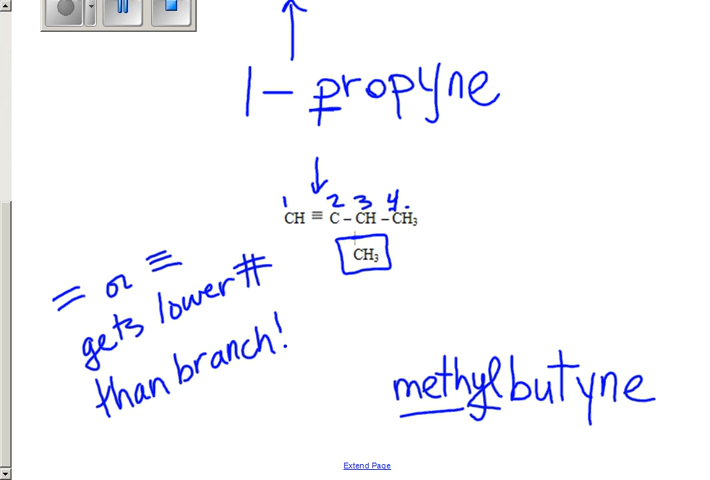 1-propyne
1 2 3 4.
CH ≡ C – CH – CH₃
CH₃
= or ≡
gets lower #
than branch!
methylbutyne
Extend Page